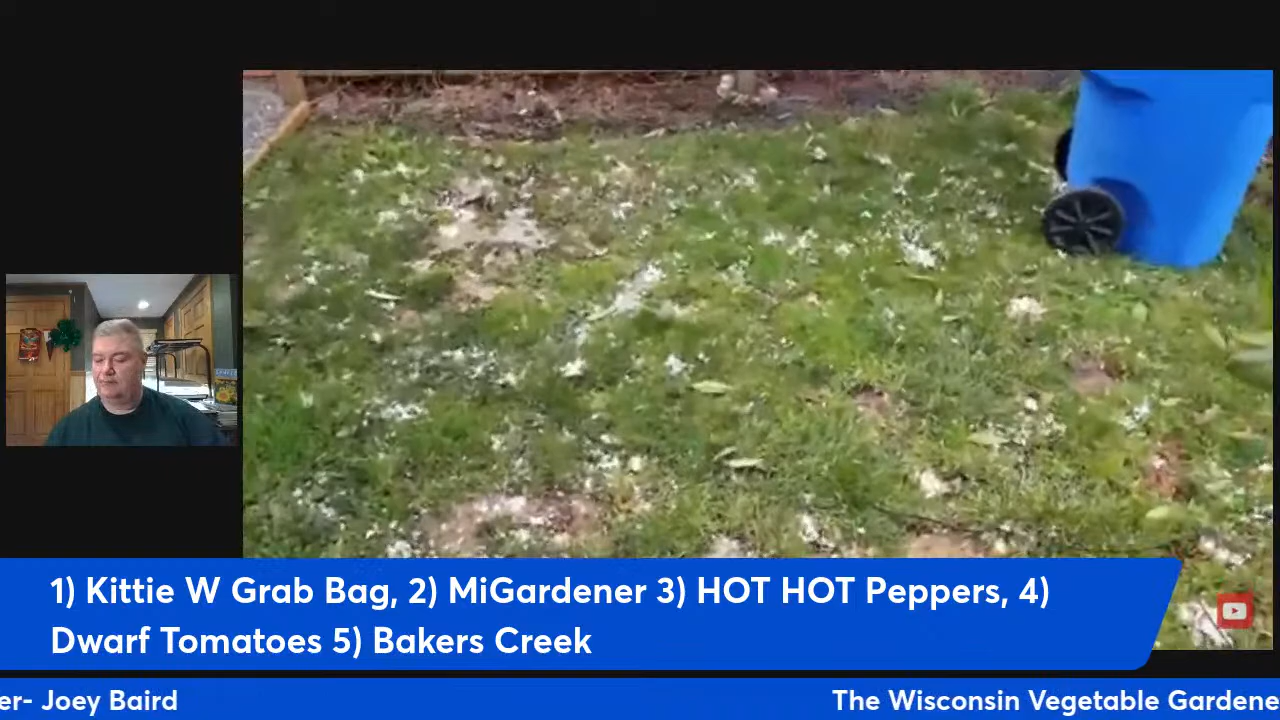 1) Kittie W Grab Bag, 2) MiGardener 3) HOT HOT Peppers, 4)
Dwarf Tomatoes 5) Bakers Creek
er- Joey Baird
The Wisconsin Vegetable Gardene